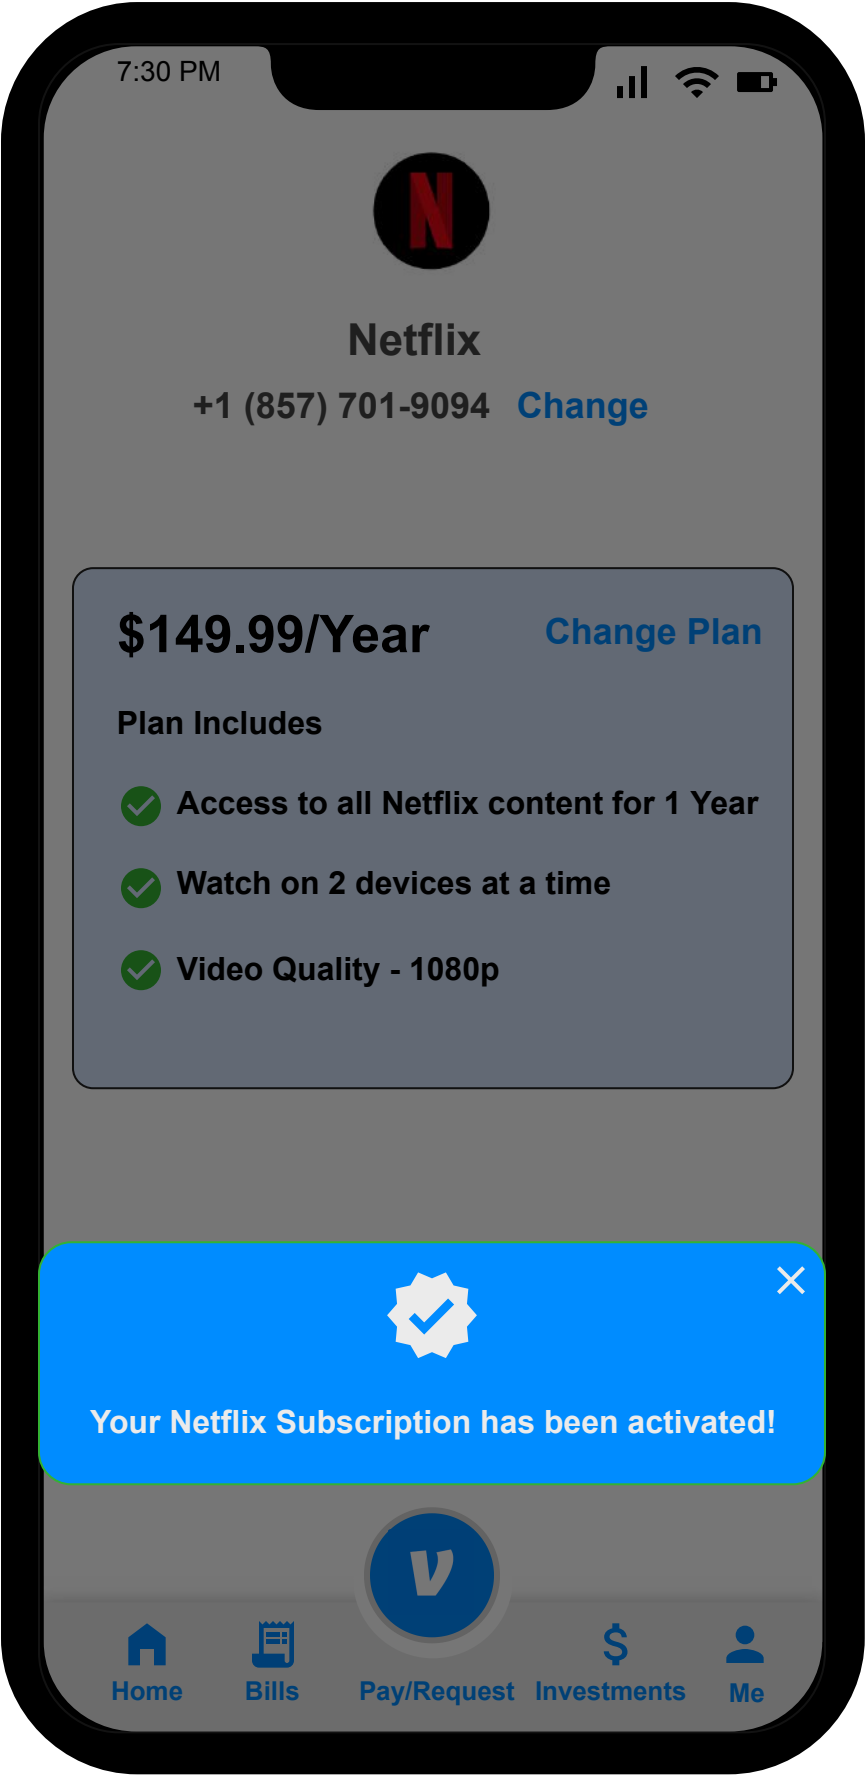 7:30 PM
N
Netflix
+1 (857) 701-9094 Change
$149.99/Year Change Plan
Plan Includes
Access to all Netflix content for 1 Year
Watch on 2 devices at a time
Video Quality - 1080p
Your Netflix Subscription has been activated!
v
$
Home Bills Pay/Request Investments Me